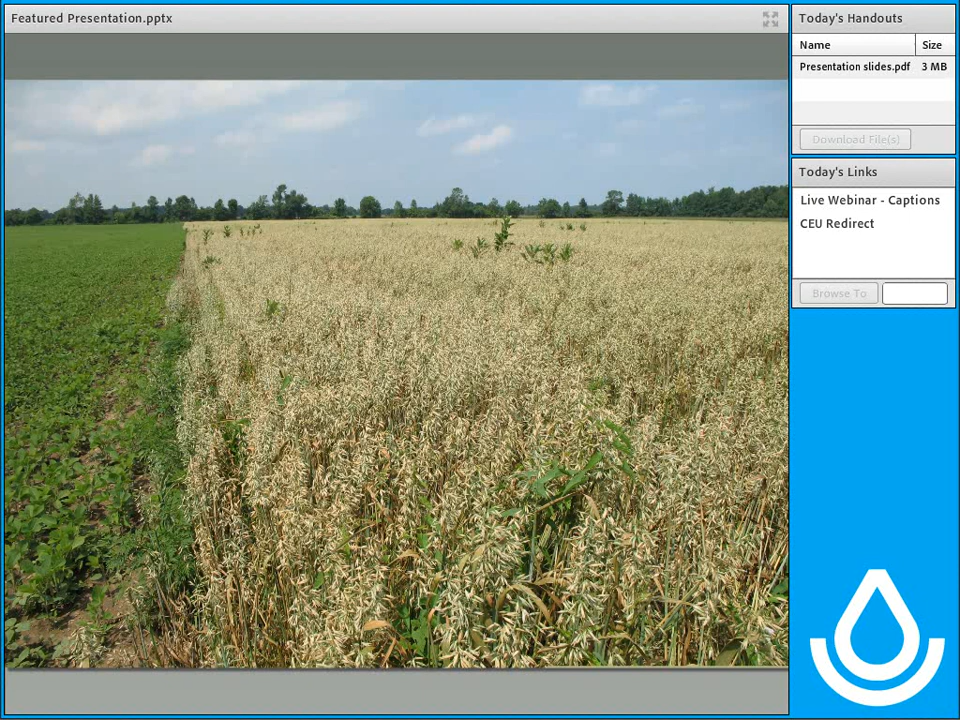 Featured Presentation.pptx
Today's Handouts
Name Size
Presentation slides.pdf 3 MB
Download File(s)
Today's Links
Live Webinar - Captions
CEU Redirect
Browse To